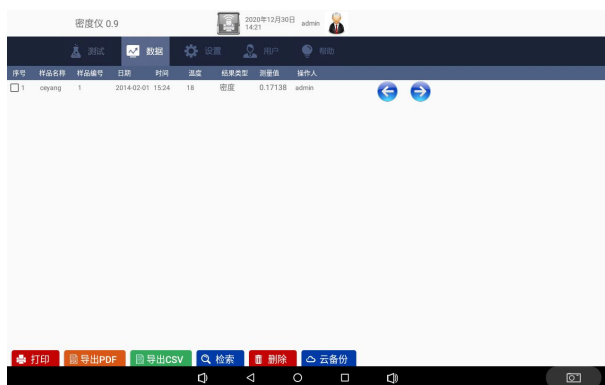 密度仪 0.9
2020年12月30日
14:21
admin
测试 数据 设置 用户 帮助
序号 样品名称 样品编号 日期 时间 温度 结果类型 测量值 操作人
1 ceyang 1 2014-02-01 15:24 18 密度 0.17138 admin
打印 导出PDF 导出CSV 检索 删除 云备份